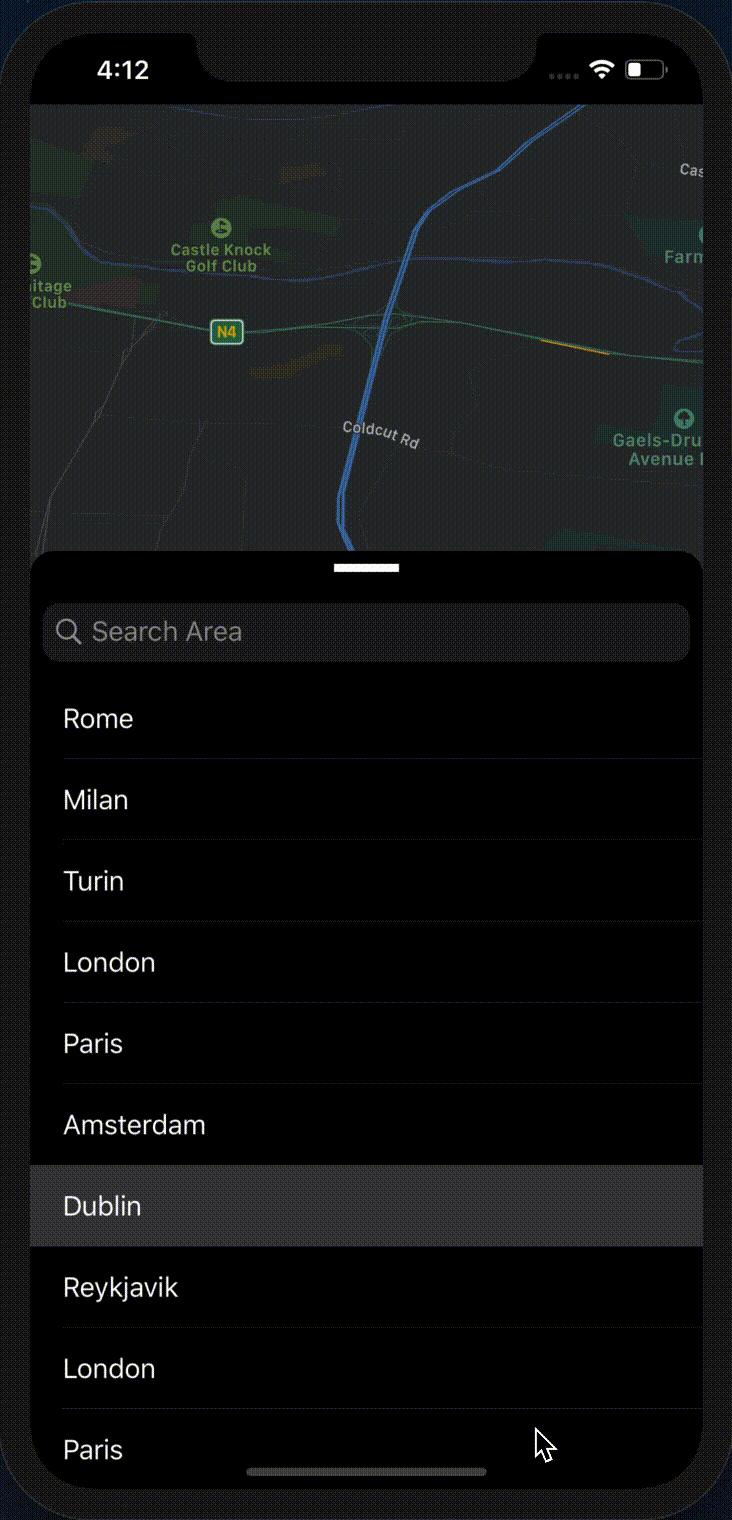 4:12
Cas
Castle Knock
Golf Club
Farm
itage
Club
N4
Coldcut Rd
Gaels-Dru
Avenue
Search Area
Rome
Milan
Turin
London
Paris
Amsterdam
Dublin
Reykjavik
London
Paris